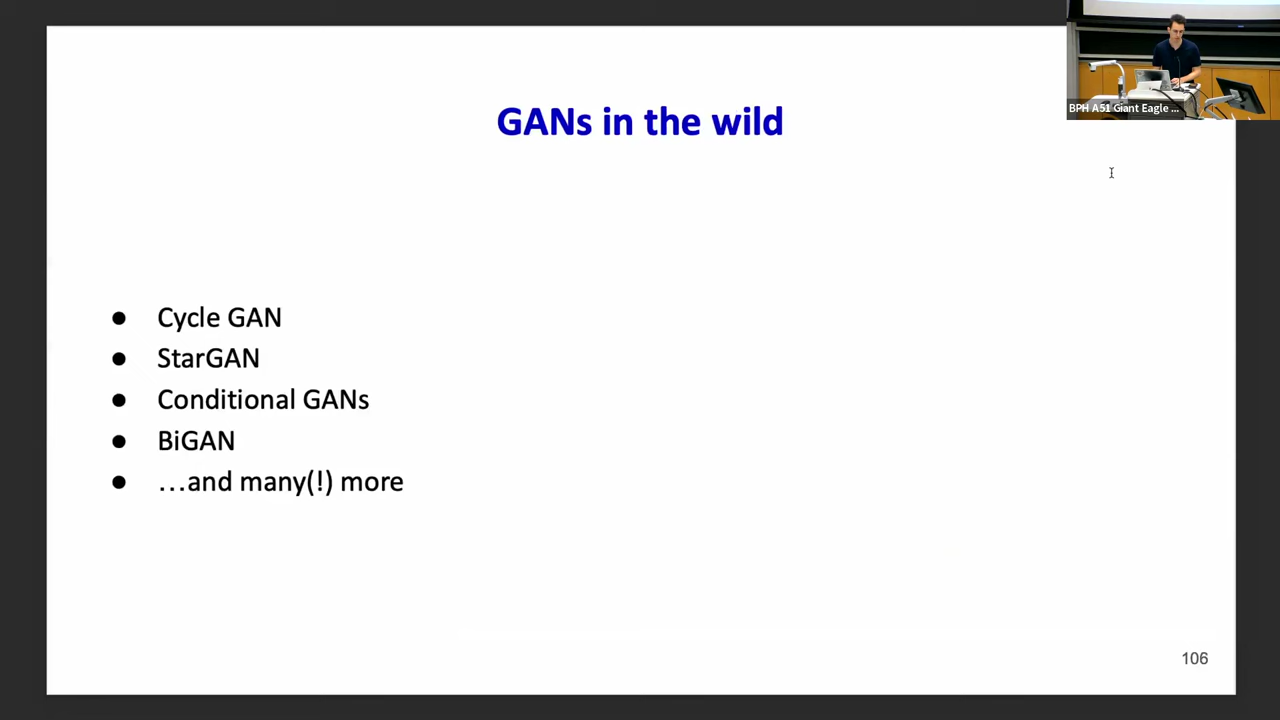 GANs in the wild
BPH A51 Giant Eagle ...
● Cycle GAN
● StarGAN
● Conditional GANs
● BiGAN
● …and many(!) more
106